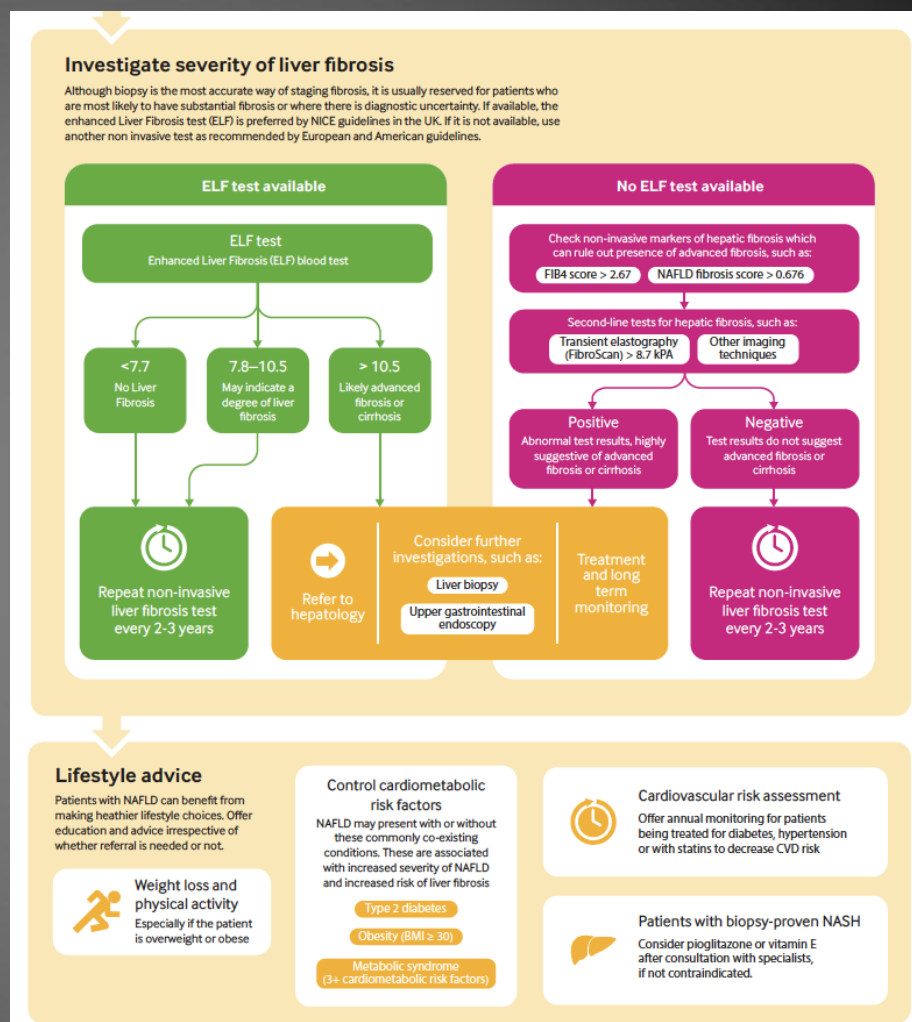 Investigate severity of liver fibrosis
Although biopsy is the most accurate way of staging fibrosis, it is usually reserved for patients who
are most likely to have substantial fibrosis or where there is diagnostic uncertainty. If available, the
enhanced Liver Fibrosis test (ELF) is preferred by NICE guidelines in the UK. If it is not available, use
another non invasive test as recommended by European and American guidelines.
ELF test available
ELF test
Enhanced Liver Fibrosis (ELF) blood test
<7.7
No Liver
Fibrosis
7.8–10.5
May indicate a
degree of liver
fibrosis
> 10.5
Likely advanced
fibrosis or
cirrhosis
Repeat non-invasive
liver fibrosis test
every 2-3 years
No ELF test available
Check non-invasive markers of hepatic fibrosis which
can rule out presence of advanced fibrosis, such as:
FIB4 score > 2.67
NAFLD fibrosis score > 0.676
Second-line tests for hepatic fibrosis, such as:
Transient elastography
(FibroScan) > 8.7 kPA
Other imaging
techniques
Positive
Abnormal test results, highly
suggestive of advanced
fibrosis or cirrhosis
Negative
Test results do not suggest
advanced fibrosis or
cirrhosis
Refer to
hepatology
Consider further
investigations, such as:
Liver biopsy
Upper gastrointestinal
endoscopy
Treatment
and long
term
monitoring
Repeat non-invasive
liver fibrosis test
every 2-3 years
Lifestyle advice
Patients with NAFLD can benefit from
making heathier lifestyle choices. Offer
education and advice irrespective of
whether referral is needed or not.
Weight loss and
physical activity
Especially if the patient
is overweight or obese
Control cardiometabolic
risk factors
NAFLD may present with or without
these commonly co-existing
conditions. These are associated
with increased severity of NAFLD
and increased risk of liver fibrosis
Type 2 diabetes
Obesity (BMI ≥ 30)
Metabolic syndrome
(3+ cardiometabolic risk factors)
Cardiovascular risk assessment
Offer annual monitoring for patients
being treated for diabetes, hypertension
or with statins to decrease CVD risk
Patients with biopsy-proven NASH
Consider pioglitazone or vitamin E
after consultation with specialists,
if not contraindicated.